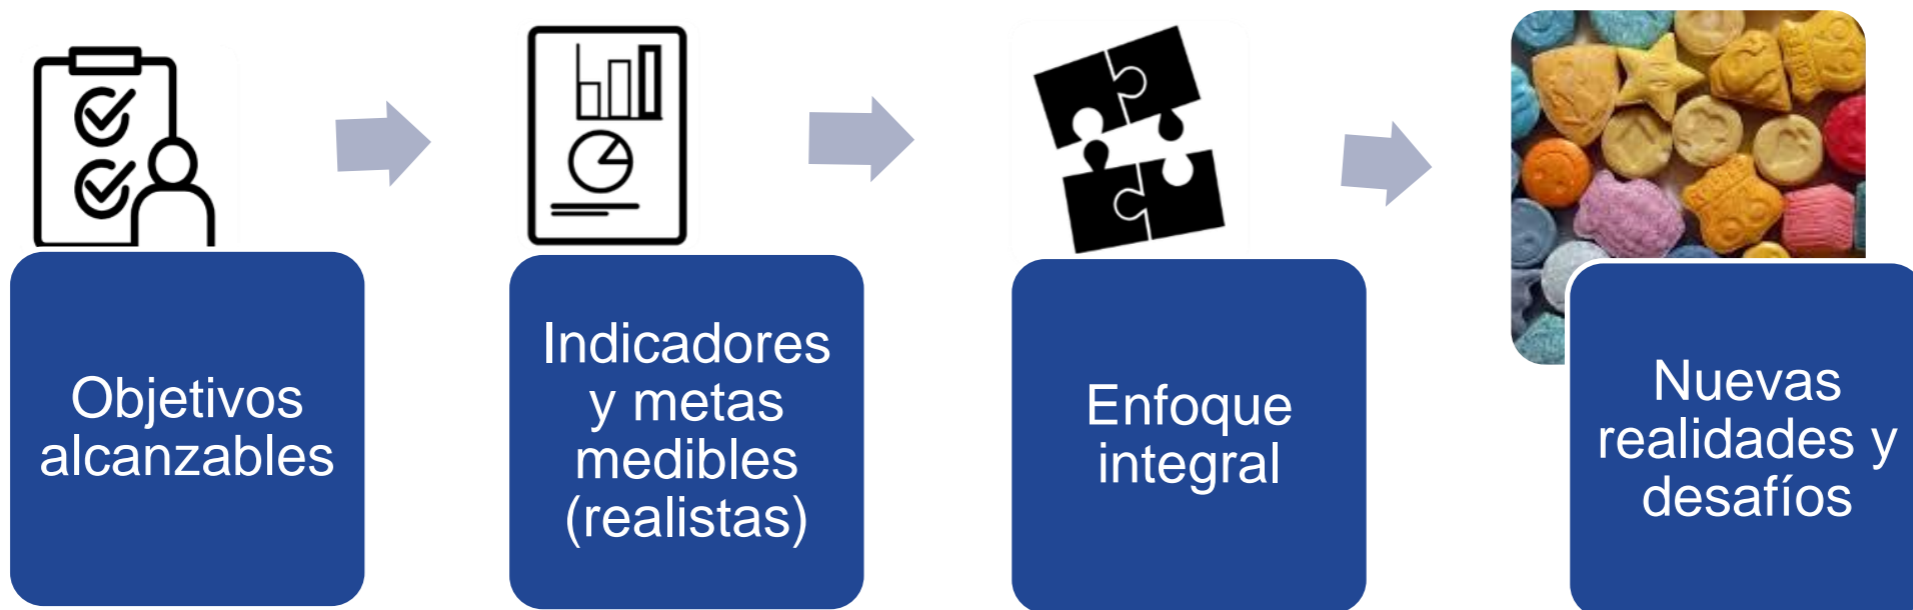 Objetivos
alcanzables
Indicadores
y metas
medibles
(realistas)
Enfoque
integral
Nuevas
realidades y
desafíos